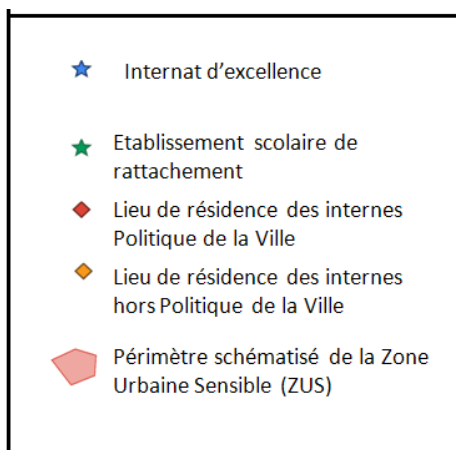 Internat d'excellence
Etablissement scolaire de
rattachement
Lieu de résidence des internes
Politique de la Ville
Lieu de résidence des internes
hors Politique de la Ville
Périmètre schématisé de la Zone
Urbaine Sensible (ZUS)